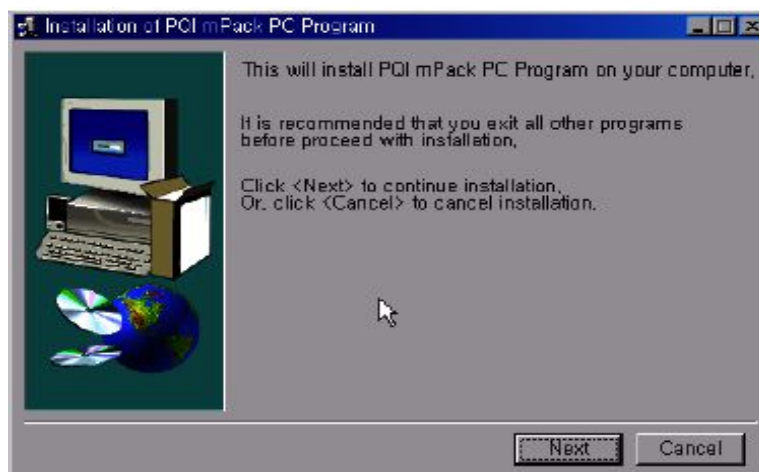 Installation of PQI mPack PC Program
This will install PQI mPack PC Program on your computer,
It is recommended that you exit all other programs
before proceed with installation,
Click <Next> to continue installation,
Or, click <Cancel> to cancel installation.
Next
Cancel